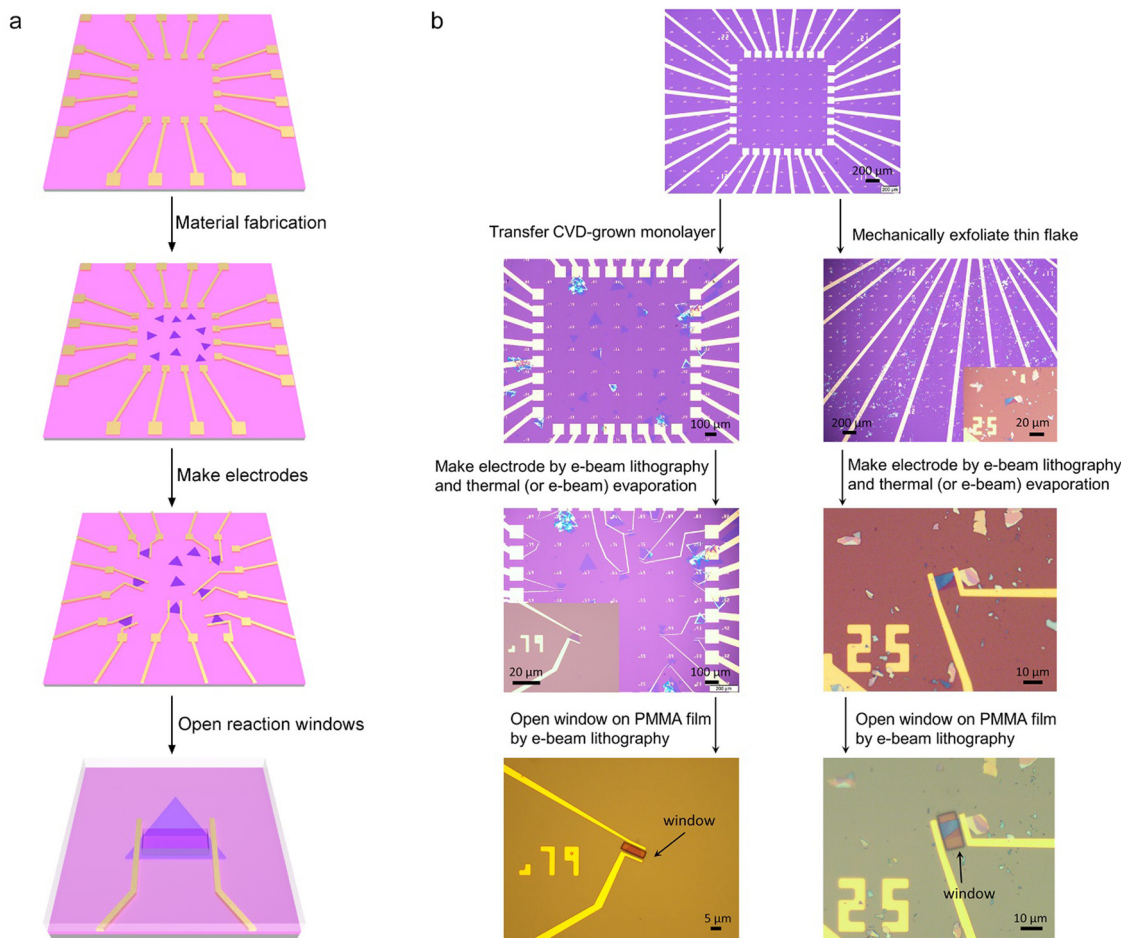 a
b
Material fabrication
Make electrodes
Open reaction windows
200 µm
200 µm
Transfer CVD-grown monolayer
Mechanically exfoliate thin flake
100 µm
200 µm
25
20 µm
Make electrode by e-beam lithography
and thermal (or e-beam) evaporation
Make electrode by e-beam lithography
and thermal (or e-beam) evaporation
20 µm
100 µm
200 µm
25
10 µm
Open window on PMMA film
by e-beam lithography
Open window on PMMA film
by e-beam lithography
window
5 µm
window
25
10 µm